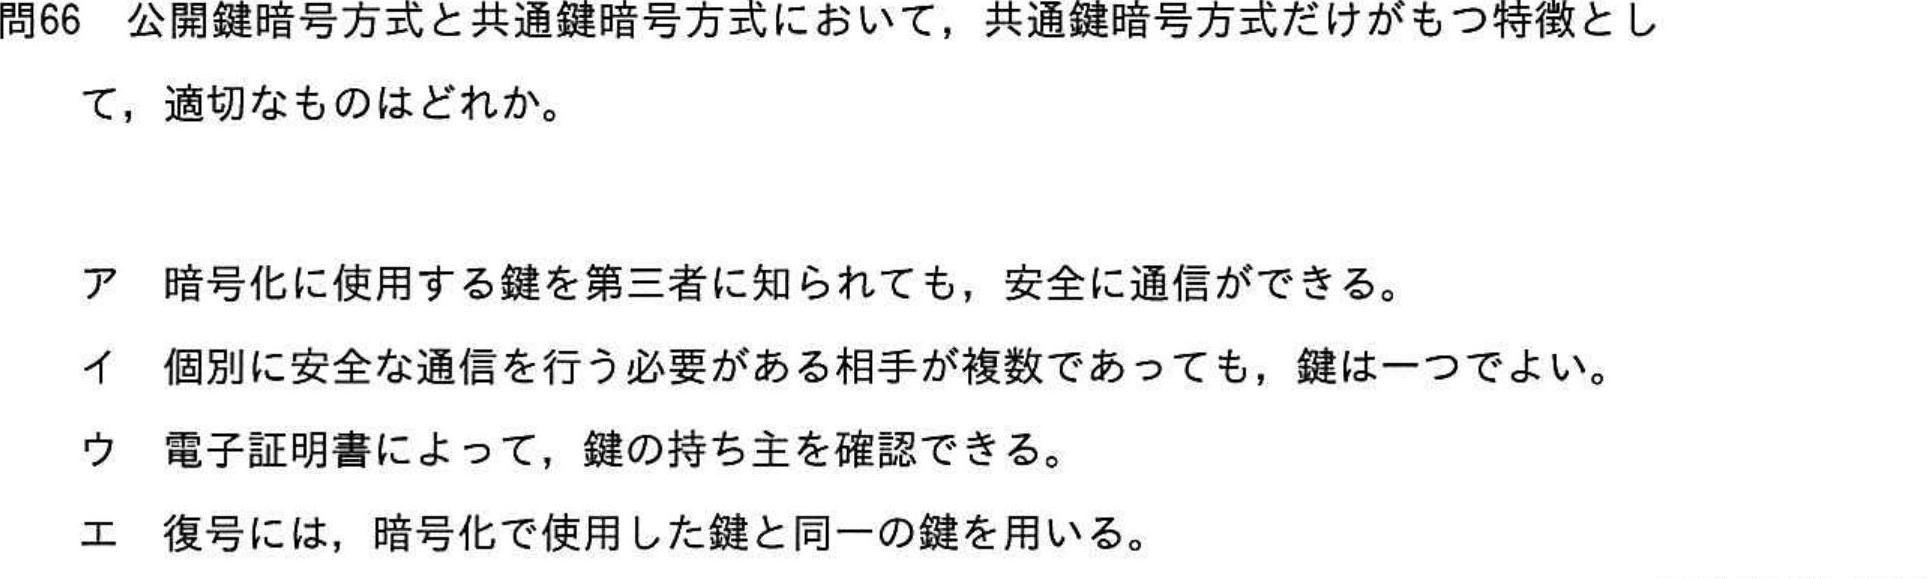 問66　公開鍵暗号方式と共通鍵暗号方式において，共通鍵暗号方式だけがもつ特徴とし
て，適切なものはどれか。
ア　暗号化に使用する鍵を第三者に知られても，安全に通信ができる。
イ　個別に安全な通信を行う必要がある相手が複数であっても，鍵は一つでよい。
ウ　電子証明書によって，鍵の持ち主を確認できる。
エ　復号には，暗号化で使用した鍵と同一の鍵を用いる。